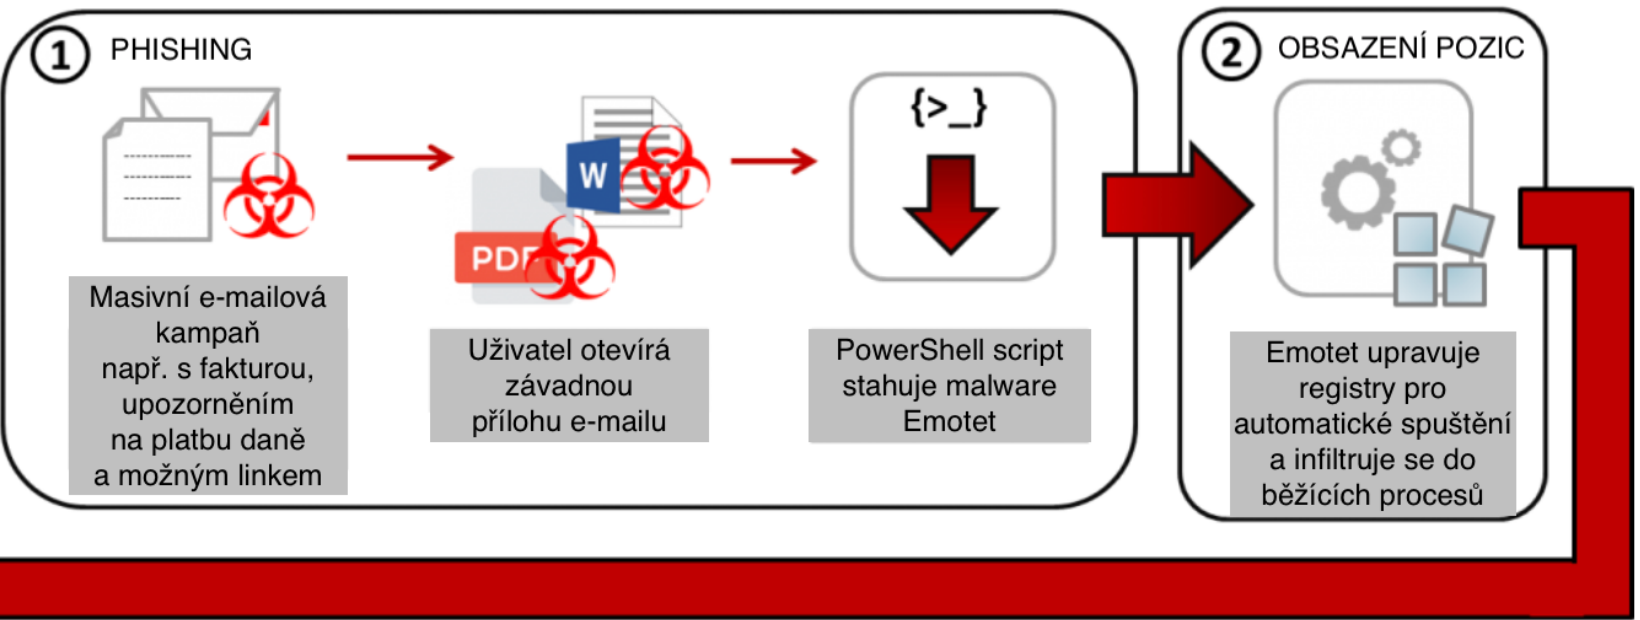 1 PHISHING
Masivní e-mailová
kampaň
např. s fakturou,
upozorněním
na platbu daně
a možným linkem
W
PDF
Uživatel otevírá
závadnou
přílohu e-mailu
{>_}
PowerShell script
stahuje malware
Emotet
2 OBSAZENÍ POZIC
Emotet upravuje
registry pro
automatické spuštění
a infiltruje se do
běžících procesů